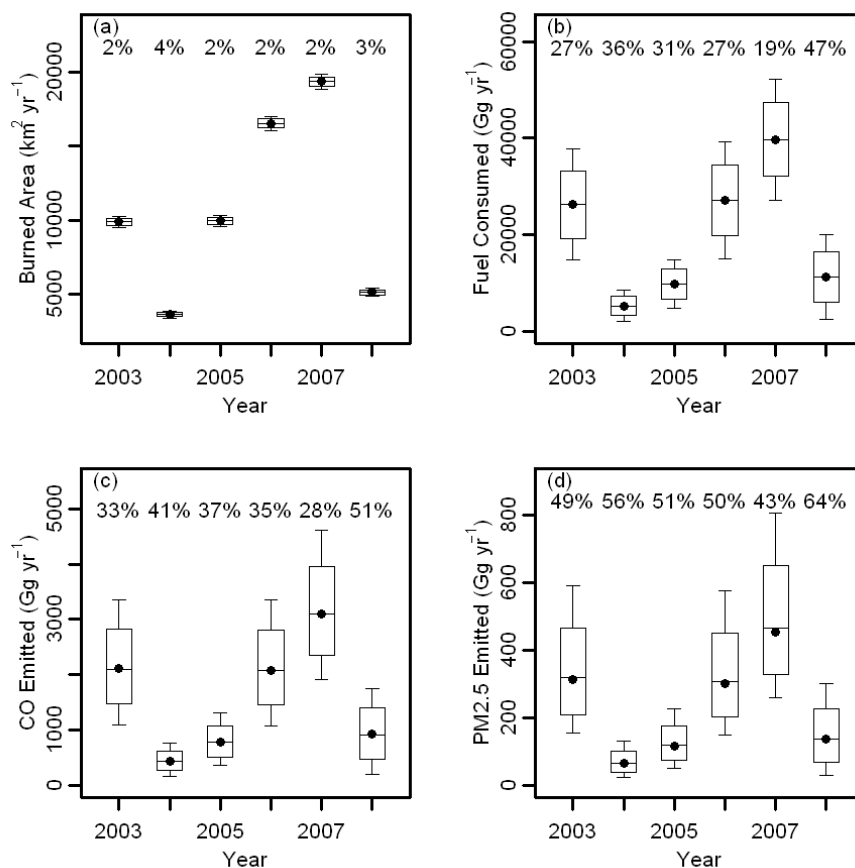 (a)
2% 4% 2% 2% 2% 3%
20000
10000
5000
Burned Area (km² yr⁻¹)
2003 2005 2007
Year
(b)
27% 36% 31% 27% 19% 47%
60000
40000
20000
0
Fuel Consumed (Gg yr⁻¹)
2003 2005 2007
Year
(c)
33% 41% 37% 35% 28% 51%
5000
3000
1000
0
CO Emitted (Gg yr⁻¹)
2003 2005 2007
Year
(d)
49% 56% 51% 50% 43% 64%
800
600
400
200
0
PM2.5 Emitted (Gg yr⁻¹)
2003 2005 2007
Year